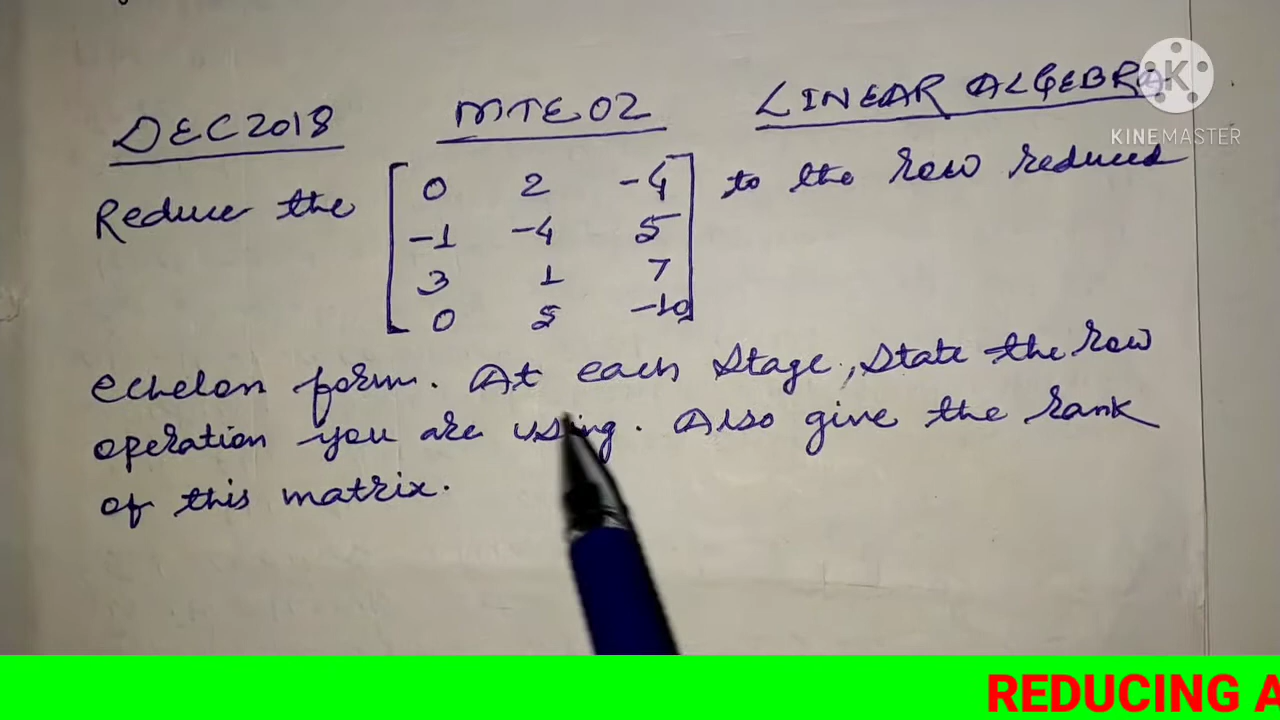 DEC 2018 MTE 02 LINEAR ALGEBRA
KINEMASTER
Reduce the [ 0 2 -4 ] to the row reduced
-1 -4 5
3 1 7
0 5 -10
echelon form. At each stage, state the row
operation you are using. Also give the rank
of this matrix.
REDUCING A